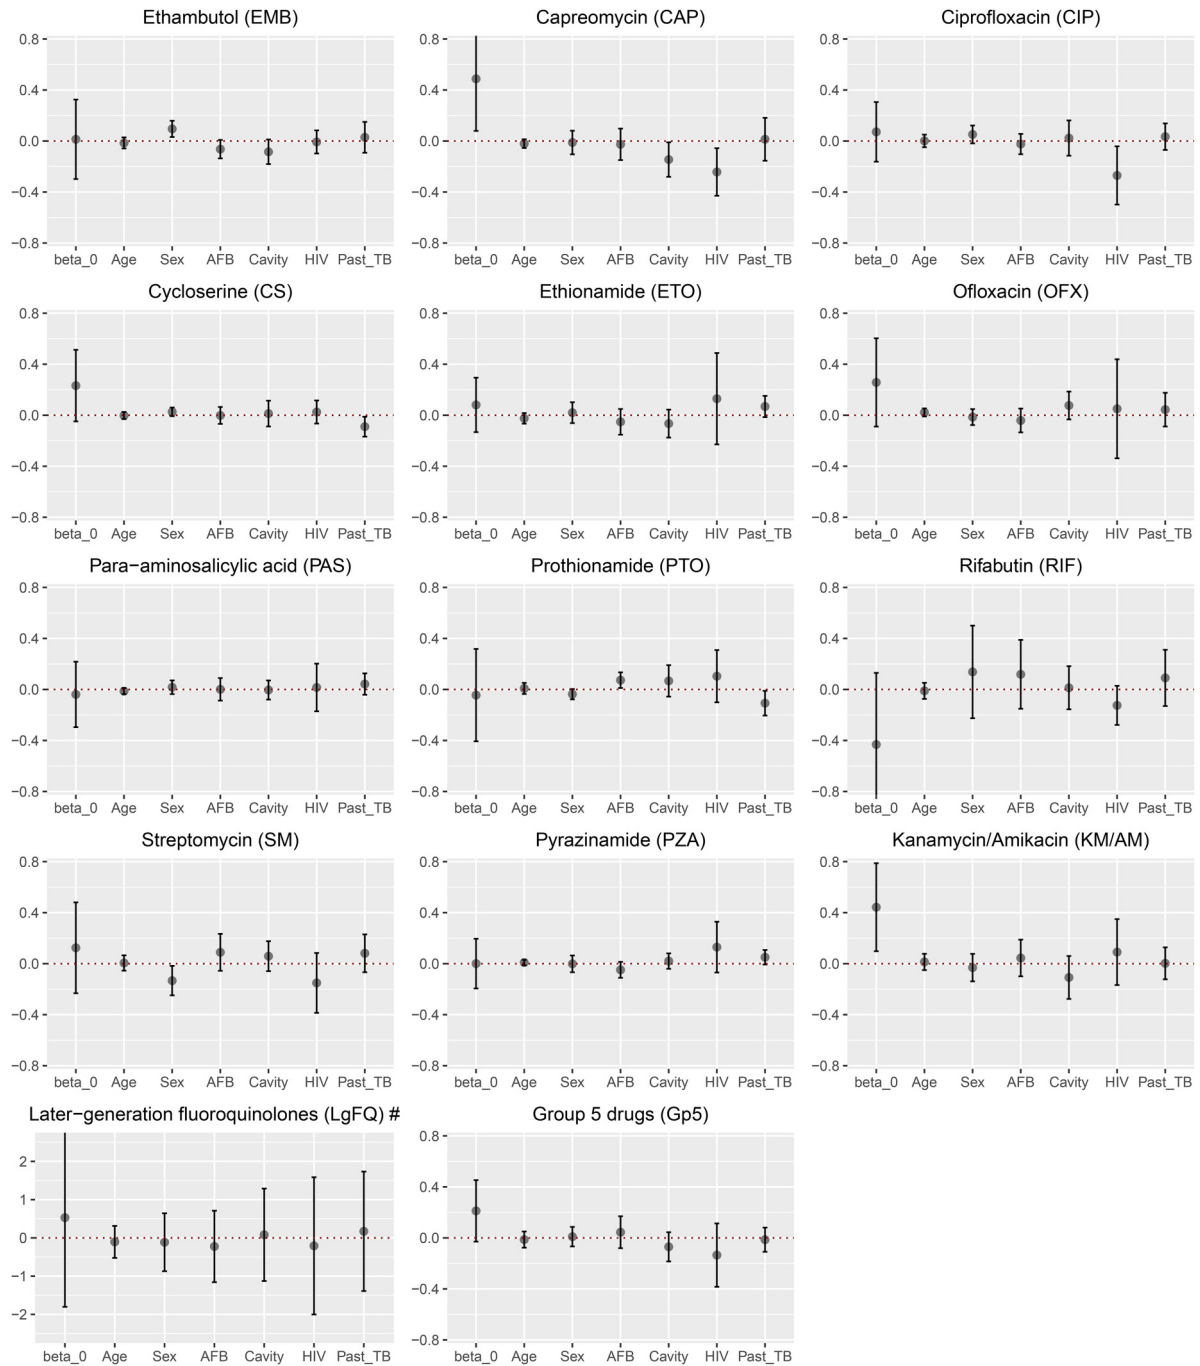 Ethambutol (EMB) Capreomycin (CAP) Ciprofloxacin (CIP)
0.8 0.8 0.8
0.4 0.4 0.4
0.0 0.0 0.0
−0.4 −0.4 −0.4
−0.8 −0.8 −0.8
beta_0 Age Sex AFB Cavity HIV Past_TB beta_0 Age Sex AFB Cavity HIV Past_TB beta_0 Age Sex AFB Cavity HIV Past_TB
Cycloserine (CS) Ethionamide (ETO) Ofloxacin (OFX)
0.8 0.8 0.8
0.4 0.4 0.4
0.0 0.0 0.0
−0.4 −0.4 −0.4
−0.8 −0.8 −0.8
beta_0 Age Sex AFB Cavity HIV Past_TB beta_0 Age Sex AFB Cavity HIV Past_TB beta_0 Age Sex AFB Cavity HIV Past_TB
Para−aminosalicylic acid (PAS) Prothionamide (PTO) Rifabutin (RIF)
0.8 0.8 0.8
0.4 0.4 0.4
0.0 0.0 0.0
−0.4 −0.4 −0.4
−0.8 −0.8 −0.8
beta_0 Age Sex AFB Cavity HIV Past_TB beta_0 Age Sex AFB Cavity HIV Past_TB beta_0 Age Sex AFB Cavity HIV Past_TB
Streptomycin (SM) Pyrazinamide (PZA) Kanamycin/Amikacin (KM/AM)
0.8 0.8 0.8
0.4 0.4 0.4
0.0 0.0 0.0
−0.4 −0.4 −0.4
−0.8 −0.8 −0.8
beta_0 Age Sex AFB Cavity HIV Past_TB beta_0 Age Sex AFB Cavity HIV Past_TB beta_0 Age Sex AFB Cavity HIV Past_TB
Later−generation fluoroquinolones (LgFQ) # Group 5 drugs (Gp5)
2 0.8
1 0.4
0 0.0
−1 −0.4
−2 −0.8
beta_0 Age Sex AFB Cavity HIV Past_TB beta_0 Age Sex AFB Cavity HIV Past_TB